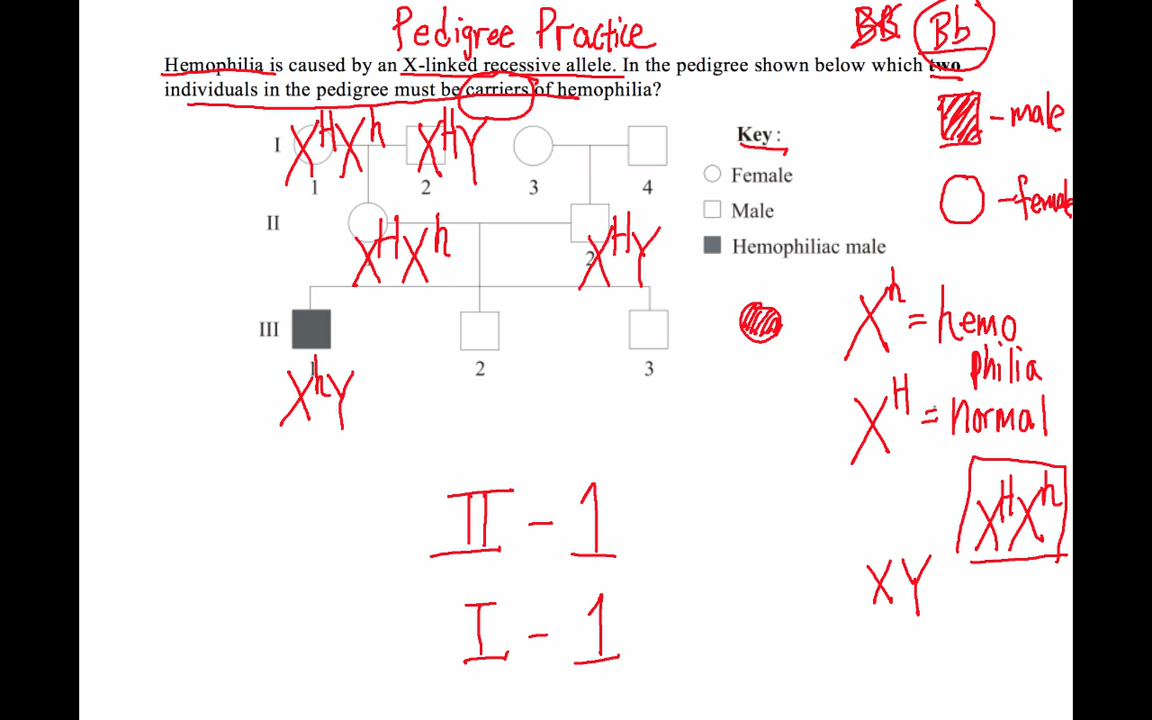 Pedigree Practice
BB Bb
Hemophilia is caused by an X-linked recessive allele. In the pedigree shown below which two
individuals in the pedigree must be carriers of hemophilia?
- male
- female
Key:
Female
Male
Hemophiliac male
I
XᴴXʰ
XᴴY
1 2 3 4
II
XᴴXʰ
XᴴY
2
III
1 2 3
XʰY
Xʰ = hemo
philia
Xᴴ = normal
XᴴXʰ
XY
II - 1
I - 1